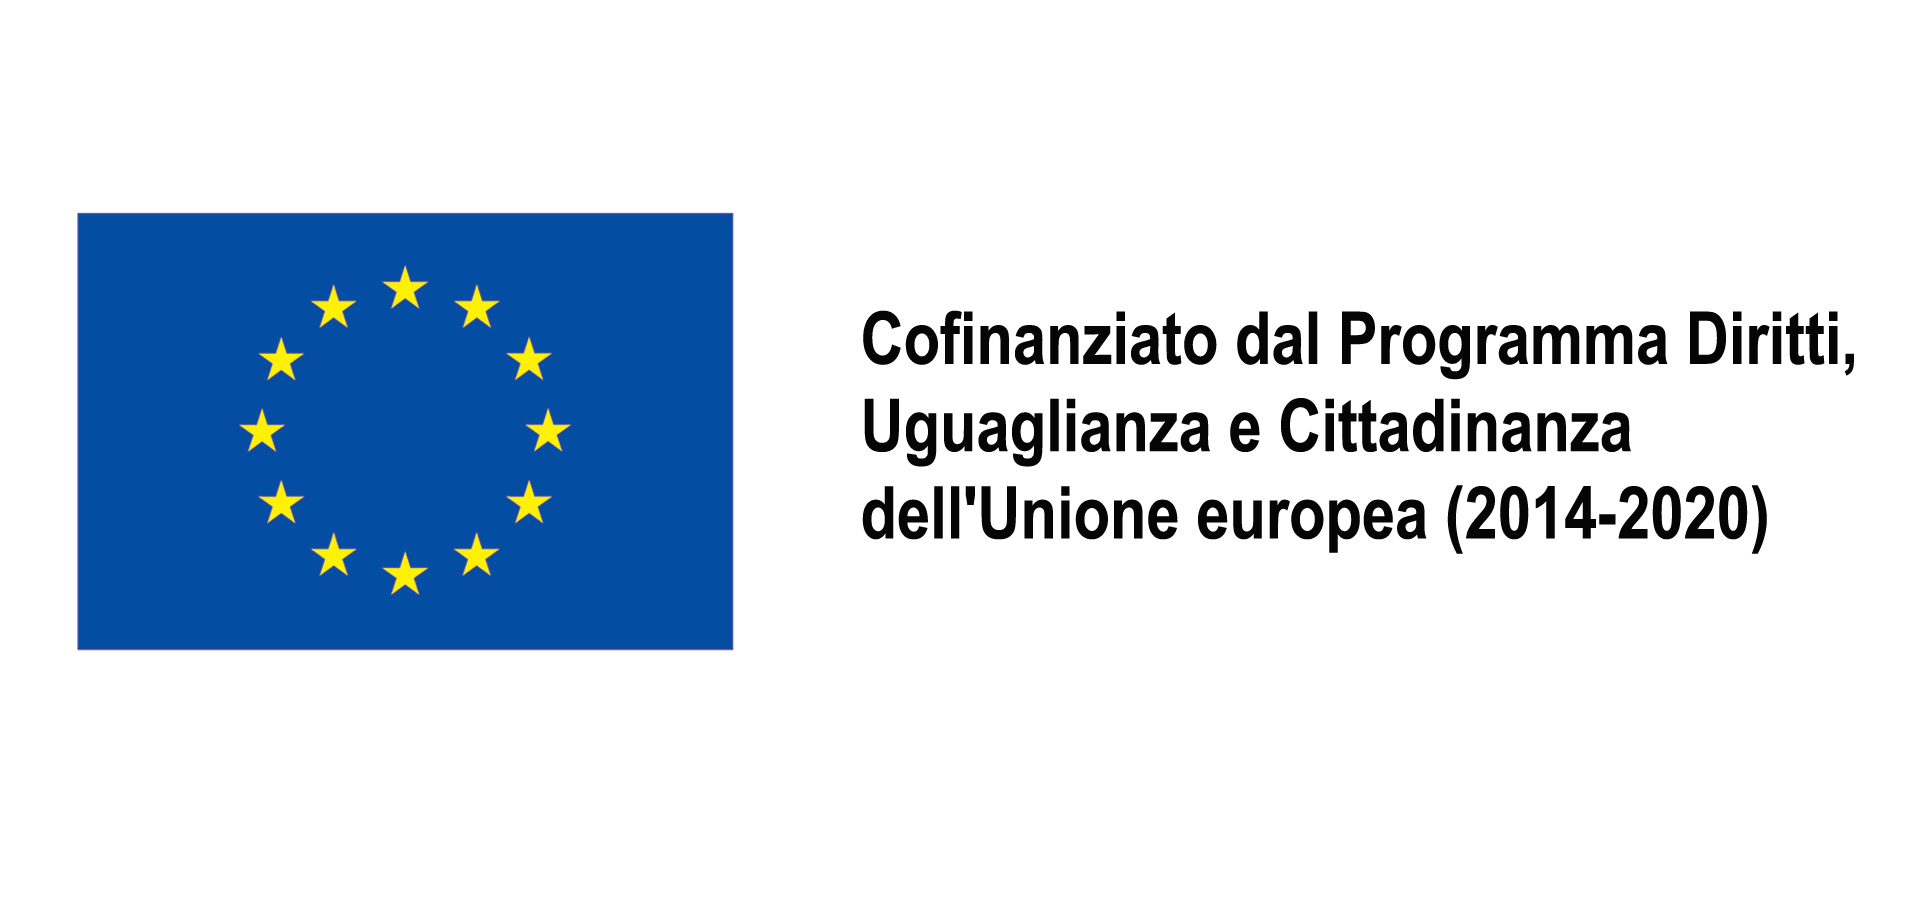 Cofinanziato dal Programma Diritti,
Uguaglianza e Cittadinanza
dell'Unione europea (2014-2020)